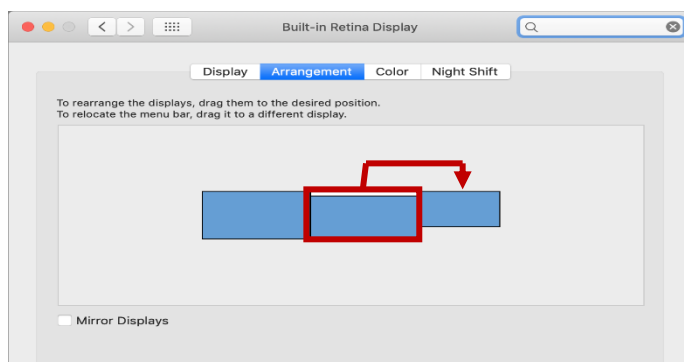 Built-in Retina Display
Display Arrangement Color Night Shift
To rearrange the displays, drag them to the desired position.
To relocate the menu bar, drag it to a different display.
Mirror Displays